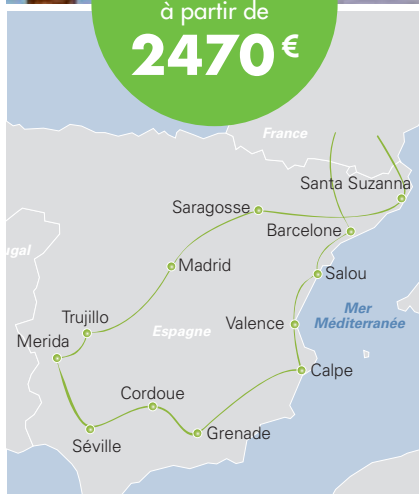 à partir de
2470 €
France
Santa Suzanna
Saragosse
Barcelone
Madrid
Salou
ugal
Mer
Méditerranée
Trujillo
Espagne
Valence
Merida
Calpe
Cordoue
Grenade
Séville